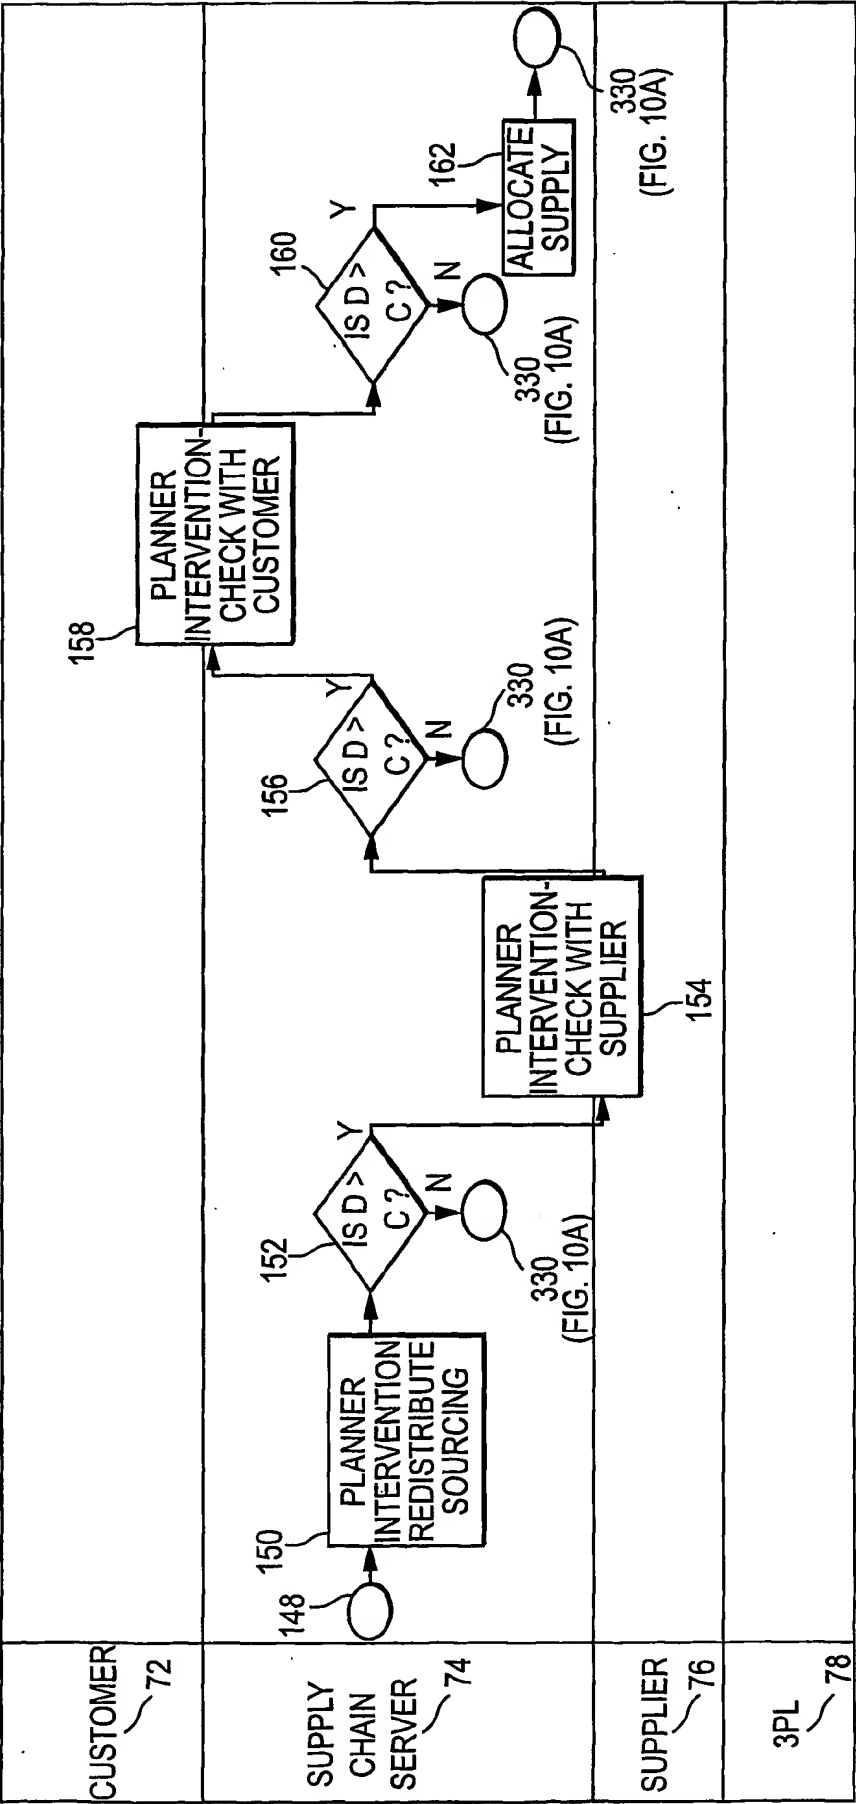 CUSTOMER
72
SUPPLY
CHAIN
SERVER
74
SUPPLIER
76
3PL
78
148
150
PLANNER
INTERVENTION
REDISTRIBUTE
SOURCING
152
IS D >
C ?
Y
N
330
(FIG. 10A)
PLANNER
INTERVENTION-
CHECK WITH
SUPPLIER
154
156
IS D >
C ?
Y
N
330
(FIG. 10A)
158
PLANNER
INTERVENTION-
CHECK WITH
CUSTOMER
160
IS D >
C ?
Y
N
330
(FIG. 10A)
162
ALLOCATE
SUPPLY
330
(FIG. 10A)